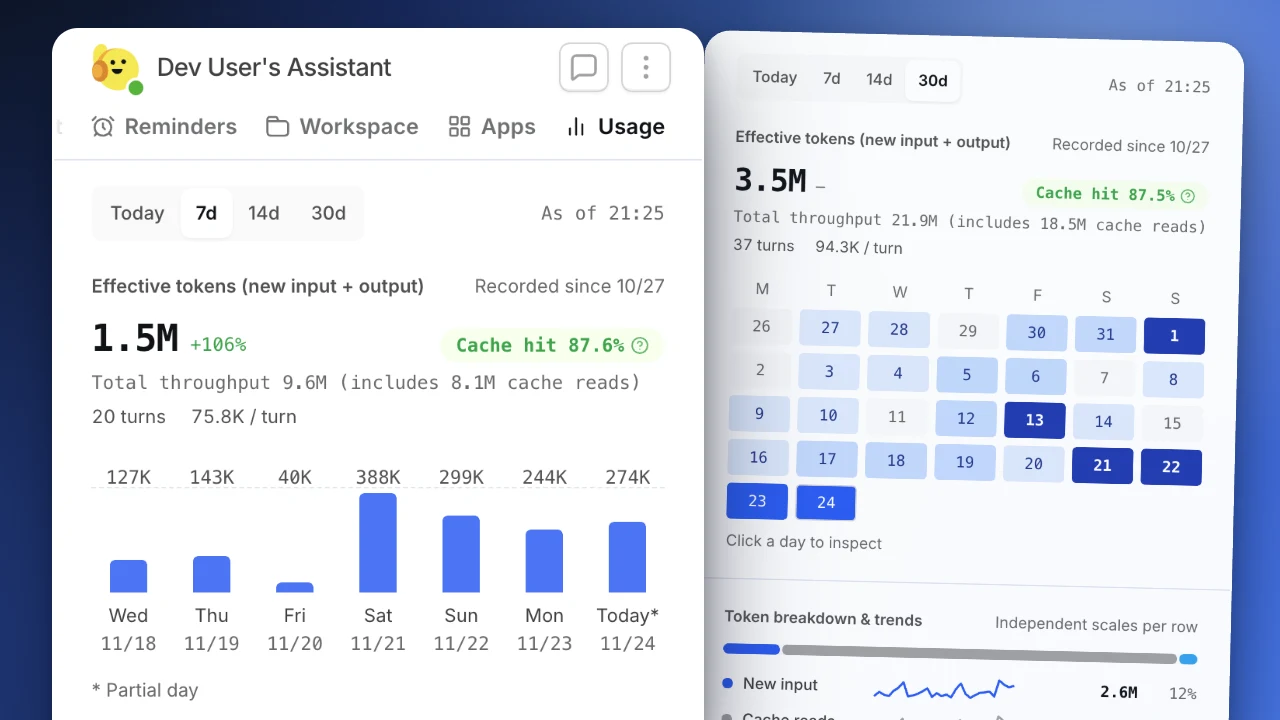 Dev User's Assistant
Reminders
Workspace
Apps
Usage
Today 7d 14d 30d
As of 21:25
Effective tokens (new input + output)
Recorded since 10/27
1.5M +106%
Cache hit 87.6%
Total throughput 9.6M (includes 8.1M cache reads)
20 turns 75.8K / turn
127K 143K 40K 388K 299K 244K 274K
Wed Thu Fri Sat Sun Mon Today*
11/18 11/19 11/20 11/21 11/22 11/23 11/24
* Partial day
Today 7d 14d 30d
As of 21:25
Effective tokens (new input + output)
Recorded since 10/27
3.5M –
Cache hit 87.5%
Total throughput 21.9M (includes 18.5M cache reads)
37 turns 94.3K / turn
M T W T F S S
26 27 28 29 30 31 1
2 3 4 5 6 7 8
9 10 11 12 13 14 15
16 17 18 19 20 21 22
23 24
Click a day to inspect
Token breakdown & trends
Independent scales per row
New input 2.6M 12%
Cache reads